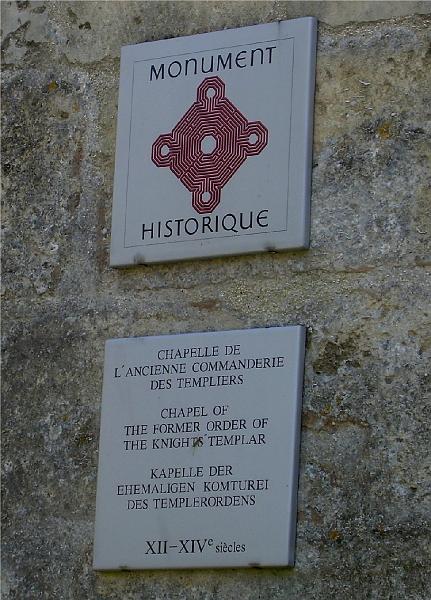 MONUMENT
HISTORIQUE
CHAPELLE DE
L'ANCIENNE COMMANDERIE
DES TEMPLIERS
CHAPEL OF
THE FORMER ORDER OF
THE KNIGHTS TEMPLAR
KAPELLE DER
EHEMALIGEN KOMTUREI
DES TEMPLERORDENS
XII–XIVe siècles